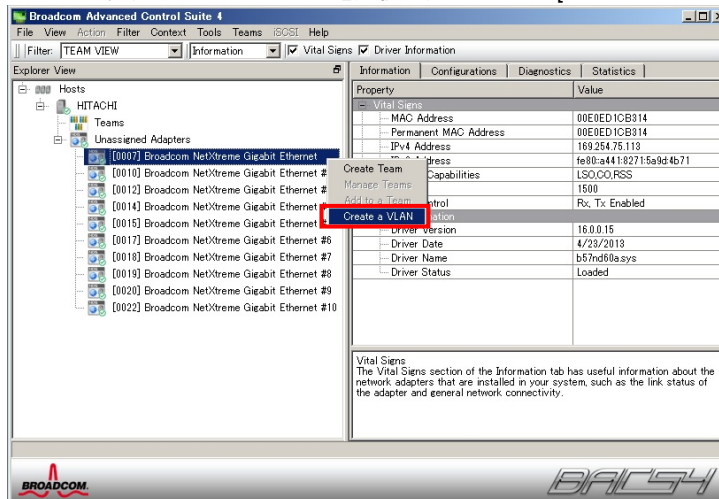 Broadcom Advanced Control Suite 4
File View Action Filter Context Tools Teams iSCSI Help
Filter: TEAM VIEW Information Vital Signs Driver Information
Explorer View
Hosts
HITACHI
Teams
Unassigned Adapters
[0007] Broadcom NetXtreme Gigabit Ethernet
[0010] Broadcom NetXtreme Gigabit Ethernet #
[0012] Broadcom NetXtreme Gigabit Ethernet #
[0014] Broadcom NetXtreme Gigabit Ethernet
[0015] Broadcom NetXtreme Gigabit Ethernet
[0017] Broadcom NetXtreme Gigabit Ethernet #6
[0018] Broadcom NetXtreme Gigabit Ethernet #7
[0019] Broadcom NetXtreme Gigabit Ethernet #8
[0020] Broadcom NetXtreme Gigabit Ethernet #9
[0022] Broadcom NetXtreme Gigabit Ethernet #10
Create Team
Manage Teams
Add to a Team
Create a VLAN
Information Configurations Diagnostics Statistics
Property Value
Vital Signs
MAC Address 00E0ED1CB314
Permanent MAC Address 00E0ED1CB314
IPv4 Address 169.254.75.113
fe80:a441:8271:5a9d:4b71
Capabilities LSO,CO,RSS
1500
Rx, Tx Enabled
Driver Version 16.0.0.15
Driver Date 4/23/2013
Driver Name b57nd60a.sys
Driver Status Loaded
Vital Signs
The Vital Signs section of the Information tab has useful information about the
network adapters that are installed in your system, such as the link status of
the adapter and general network connectivity.
BROADCOM.
BACS4